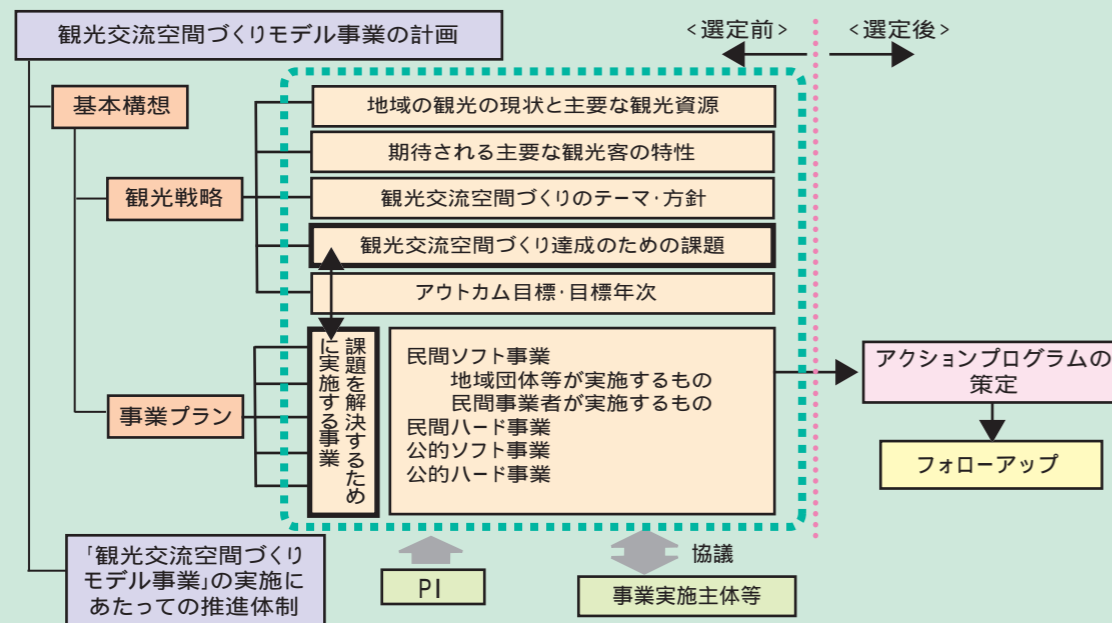 観光交流空間づくりモデル事業の計画
<選定前>
<選定後>
基本構想
地域の観光の現状と主要な観光資源
期待される主要な観光客の特性
観光戦略
観光交流空間づくりのテーマ・方針
観光交流空間づくり達成のための課題
アウトカム目標・目標年次
課題を解決するため
に実施する事業
民間ソフト事業
地域団体等が実施するもの
民間事業者が実施するもの
民間ハード事業
公的ソフト事業
公的ハード事業
事業プラン
アクションプログラムの
策定
フォローアップ
「観光交流空間づくり
モデル事業」の実施に
あたっての推進体制
PI
協議
事業実施主体等